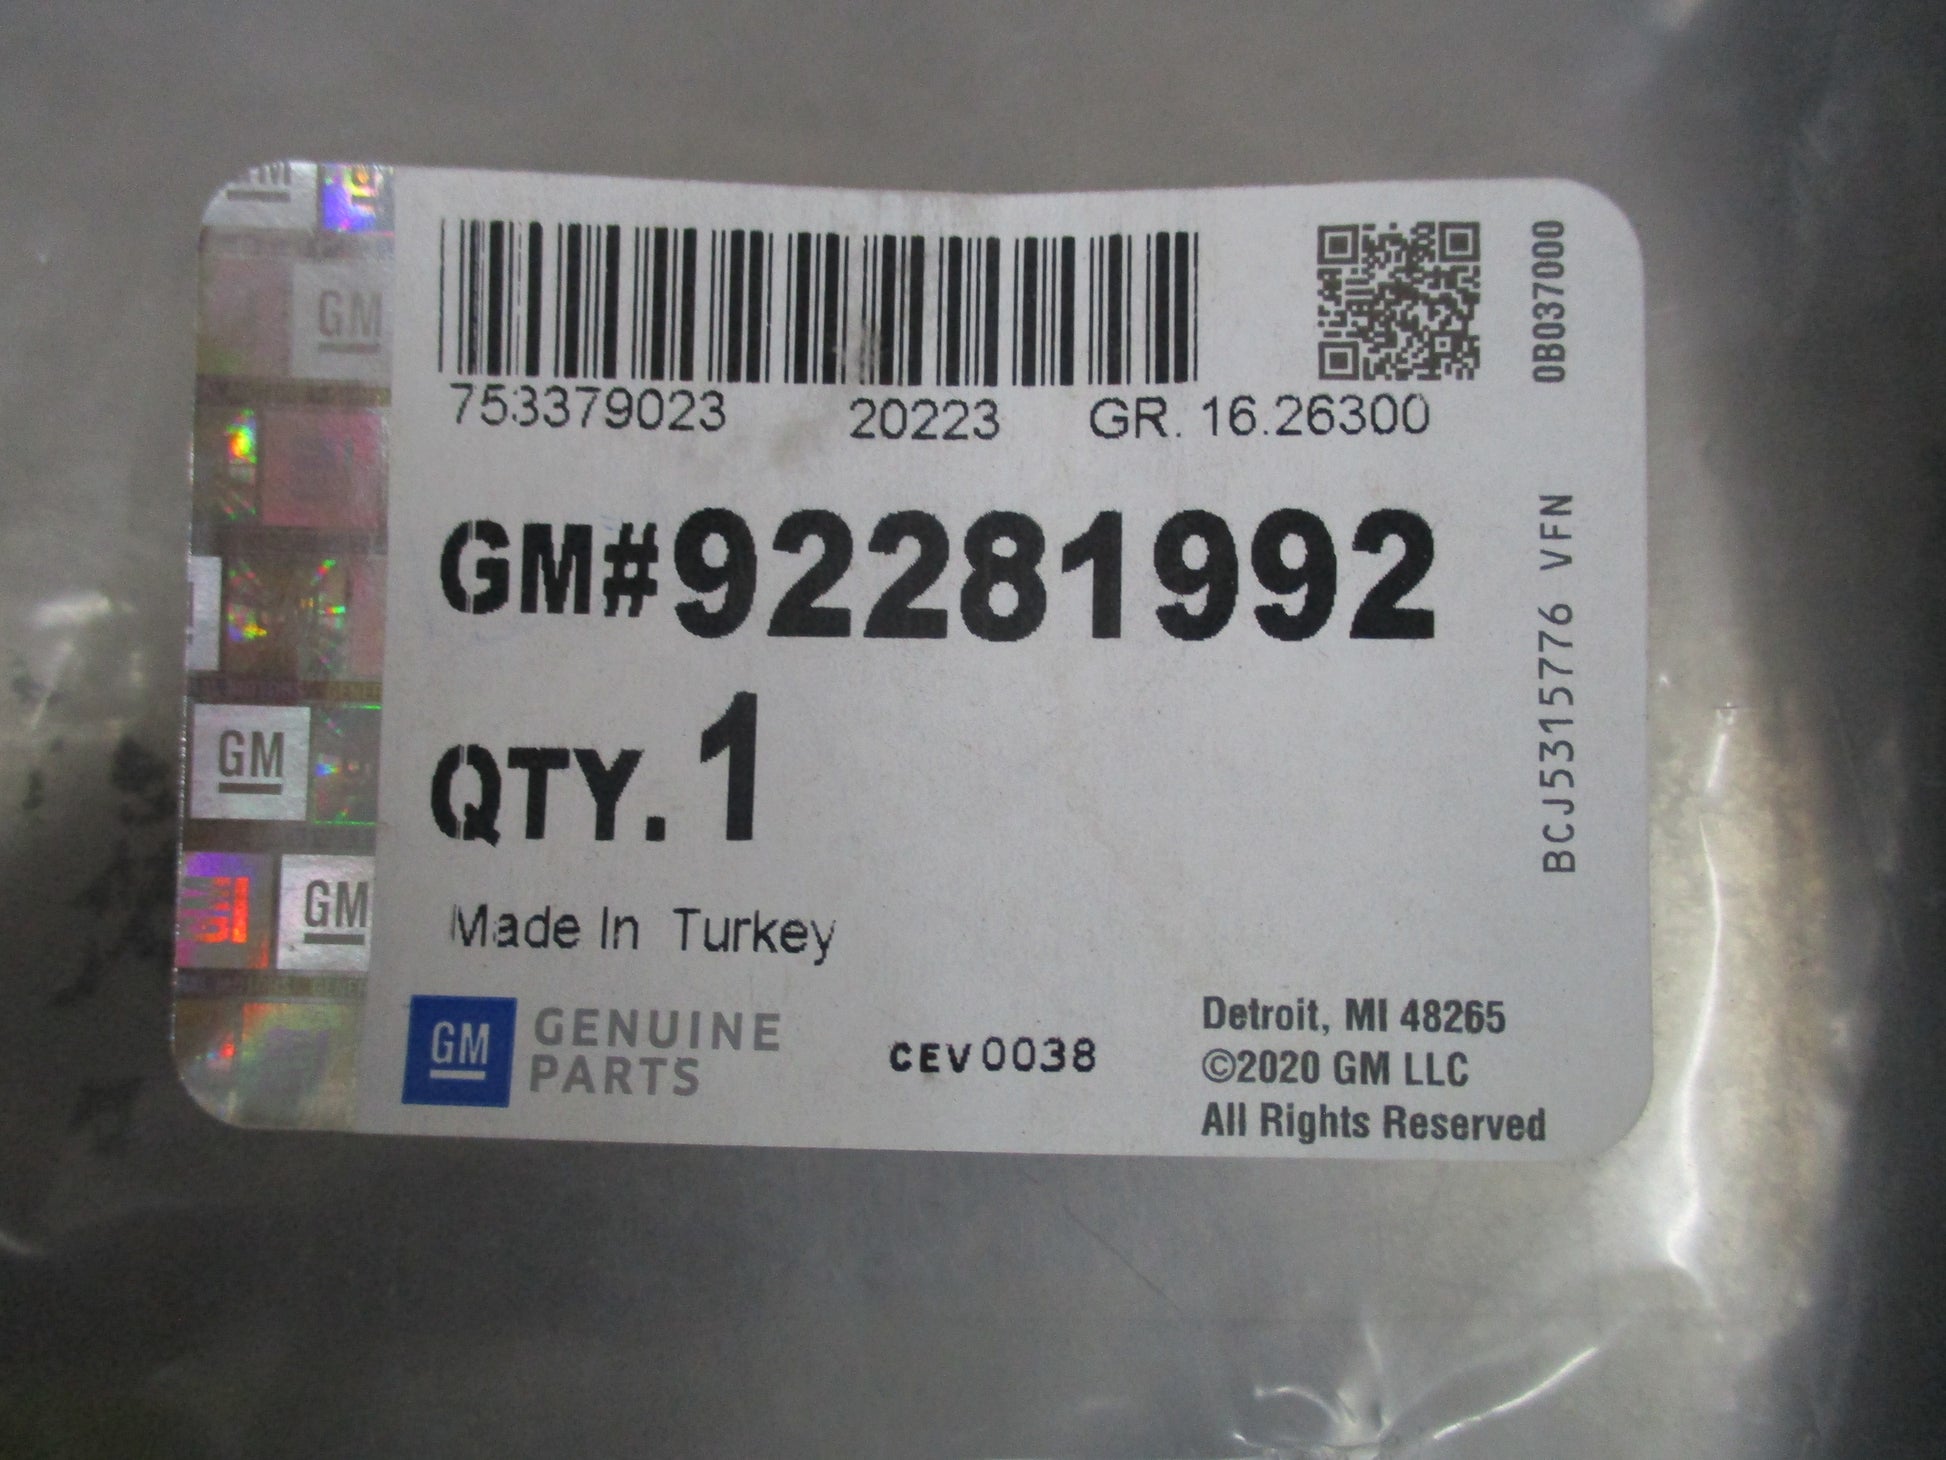 753379023 20223 GR. 16.26300
GM#92281992
QTY. 1
Made In Turkey
GM GENUINE
PARTS
CEV0038
Detroit, MI 48265
©2020 GM LLC
All Rights Reserved
0B037000
BCJ5315776 VFN
GM
GM
GM
GM